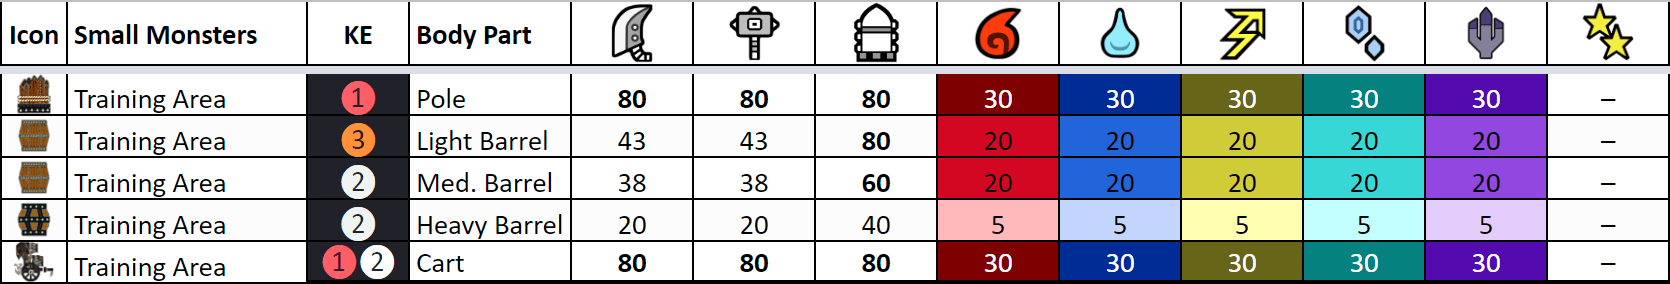 Icon Small Monsters KE Body Part
Training Area 1 Pole 80 80 80 30 30 30 30 30 –
Training Area 3 Light Barrel 43 43 80 20 20 20 20 20 –
Training Area 2 Med. Barrel 38 38 60 20 20 20 20 20 –
Training Area 2 Heavy Barrel 20 20 40 5 5 5 5 5 –
Training Area 1 2 Cart 80 80 80 30 30 30 30 30 –